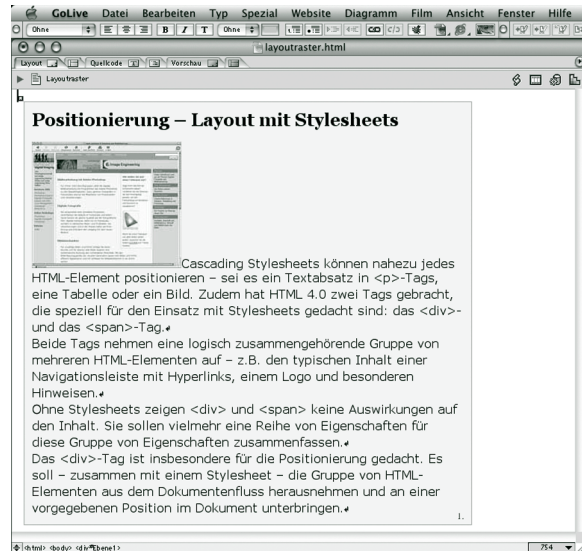 GoLive Datei Bearbeiten Typ Spezial Website Diagramm Film Ansicht Fenster Hilfe
Ohne B I T Ohne
layoutraster.html
Layout Quellcode Vorschau
Layoutraster
Positionierung – Layout mit Stylesheets
Image Engineering
Cascading Stylesheets können nahezu jedes
HTML-Element positionieren – sei es ein Textabsatz in <p>-Tags,
eine Tabelle oder ein Bild. Zudem hat HTML 4.0 zwei Tags gebracht,
die speziell für den Einsatz mit Stylesheets gedacht sind: das <div>-
und das <span>-Tag.
Beide Tags nehmen eine logisch zusammengehörende Gruppe von
mehreren HTML-Elementen auf – z.B. den typischen Inhalt einer
Navigationsleiste mit Hyperlinks, einem Logo und besonderen
Hinweisen.
Ohne Stylesheets zeigen <div> und <span> keine Auswirkungen auf
den Inhalt. Sie sollen vielmehr eine Reihe von Eigenschaften für
diese Gruppe von Eigenschaften zusammenfassen.
Das <div>-Tag ist insbesondere für die Positionierung gedacht. Es
soll – zusammen mit einem Stylesheet – die Gruppe von HTML-
Elementen aus dem Dokumentenfluss herausnehmen und an einer
vorgegebenen Position im Dokument unterbringen.
1.
<html> <body> <div#Ebene1> 754